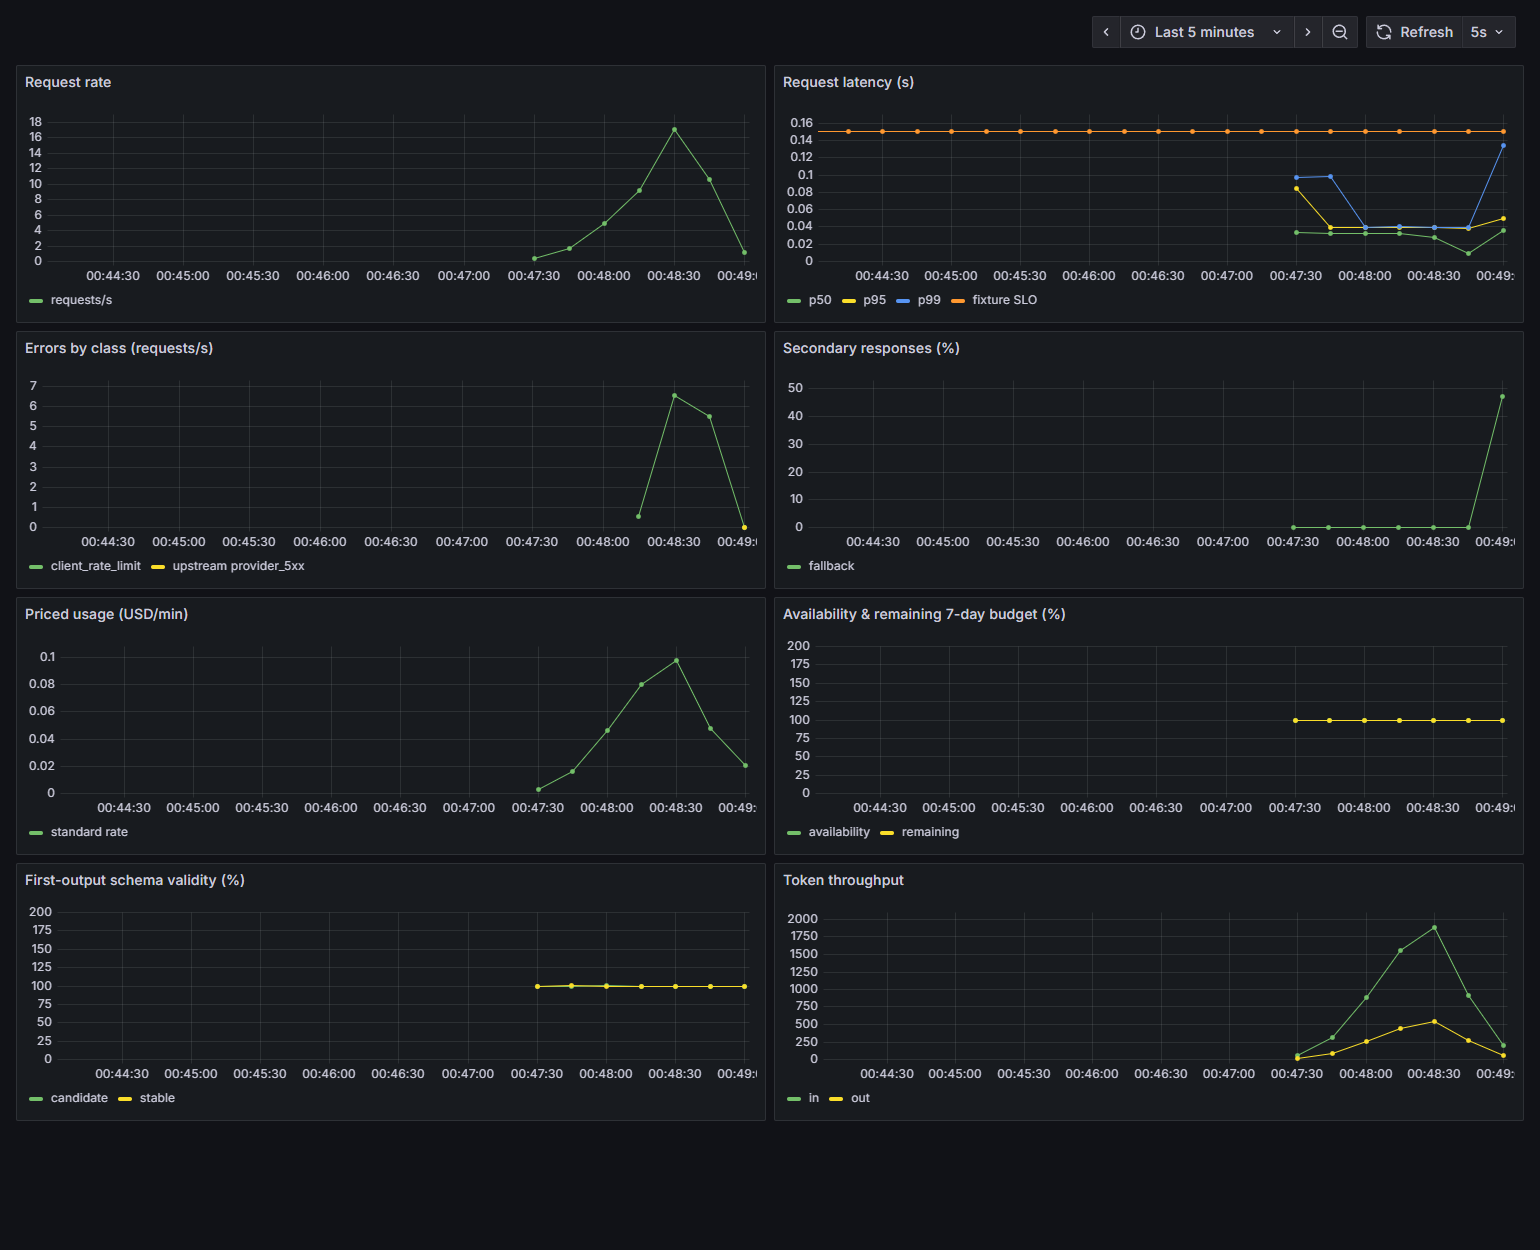 Last 5 minutes
Refresh
5s
Request rate
18
16
14
12
10
8
6
4
2
0
00:44:30 00:45:00 00:45:30 00:46:00 00:46:30 00:47:00 00:47:30 00:48:00 00:48:30 00:49:
requests/s
Request latency (s)
0.16
0.14
0.12
0.1
0.08
0.06
0.04
0.02
0
00:44:30 00:45:00 00:45:30 00:46:00 00:46:30 00:47:00 00:47:30 00:48:00 00:48:30 00:49:
p50 p95 p99 fixture SLO
Errors by class (requests/s)
7
6
5
4
3
2
1
0
00:44:30 00:45:00 00:45:30 00:46:00 00:46:30 00:47:00 00:47:30 00:48:00 00:48:30 00:49:
client_rate_limit upstream provider_5xx
Secondary responses (%)
50
40
30
20
10
0
00:44:30 00:45:00 00:45:30 00:46:00 00:46:30 00:47:00 00:47:30 00:48:00 00:48:30 00:49:
fallback
Priced usage (USD/min)
0.1
0.08
0.06
0.04
0.02
0
00:44:30 00:45:00 00:45:30 00:46:00 00:46:30 00:47:00 00:47:30 00:48:00 00:48:30 00:49:
standard rate
Availability & remaining 7-day budget (%)
200
175
150
125
100
75
50
25
0
00:44:30 00:45:00 00:45:30 00:46:00 00:46:30 00:47:00 00:47:30 00:48:00 00:48:30 00:49:
availability remaining
First-output schema validity (%)
200
175
150
125
100
75
50
25
0
00:44:30 00:45:00 00:45:30 00:46:00 00:46:30 00:47:00 00:47:30 00:48:00 00:48:30 00:49:
candidate stable
Token throughput
2000
1750
1500
1250
1000
750
500
250
0
00:44:30 00:45:00 00:45:30 00:46:00 00:46:30 00:47:00 00:47:30 00:48:00 00:48:30 00:49:
in out